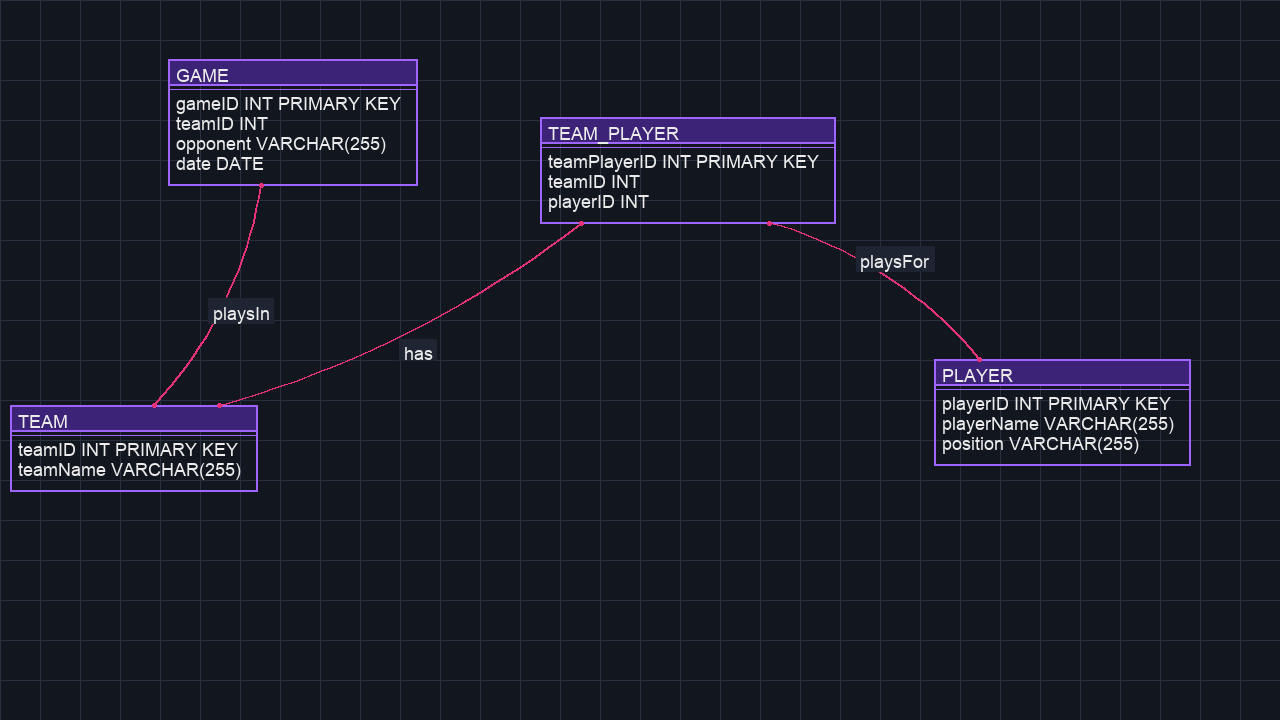 GAME
gameID INT PRIMARY KEY
teamID INT
opponent VARCHAR(255)
date DATE
TEAM_PLAYER
teamPlayerID INT PRIMARY KEY
teamID INT
playerID INT
playsFor
playsIn
has
PLAYER
playerID INT PRIMARY KEY
playerName VARCHAR(255)
position VARCHAR(255)
TEAM
teamID INT PRIMARY KEY
teamName VARCHAR(255)